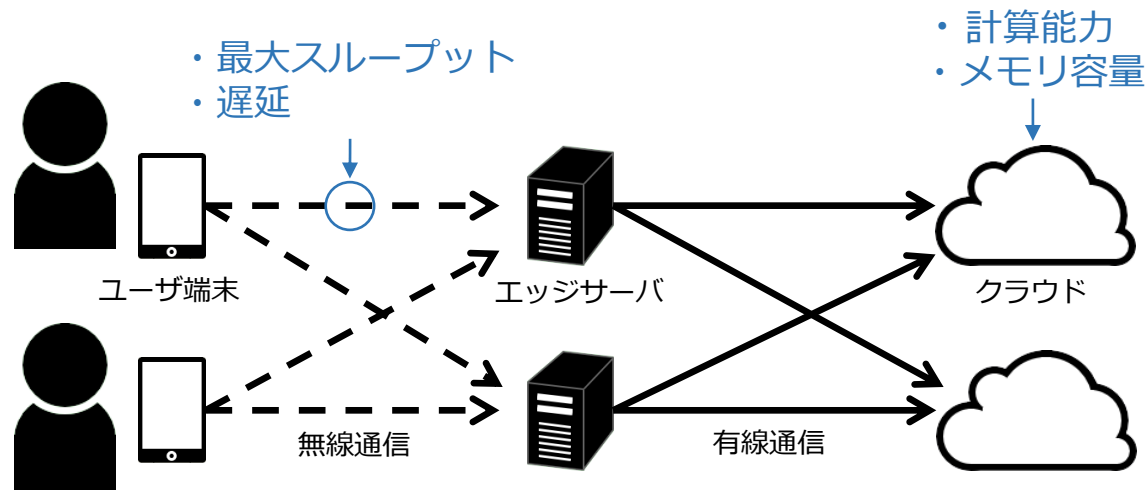 ・最大スループット
・遅延
・計算能力
・メモリ容量
ユーザ端末
エッジサーバ
クラウド
無線通信
有線通信